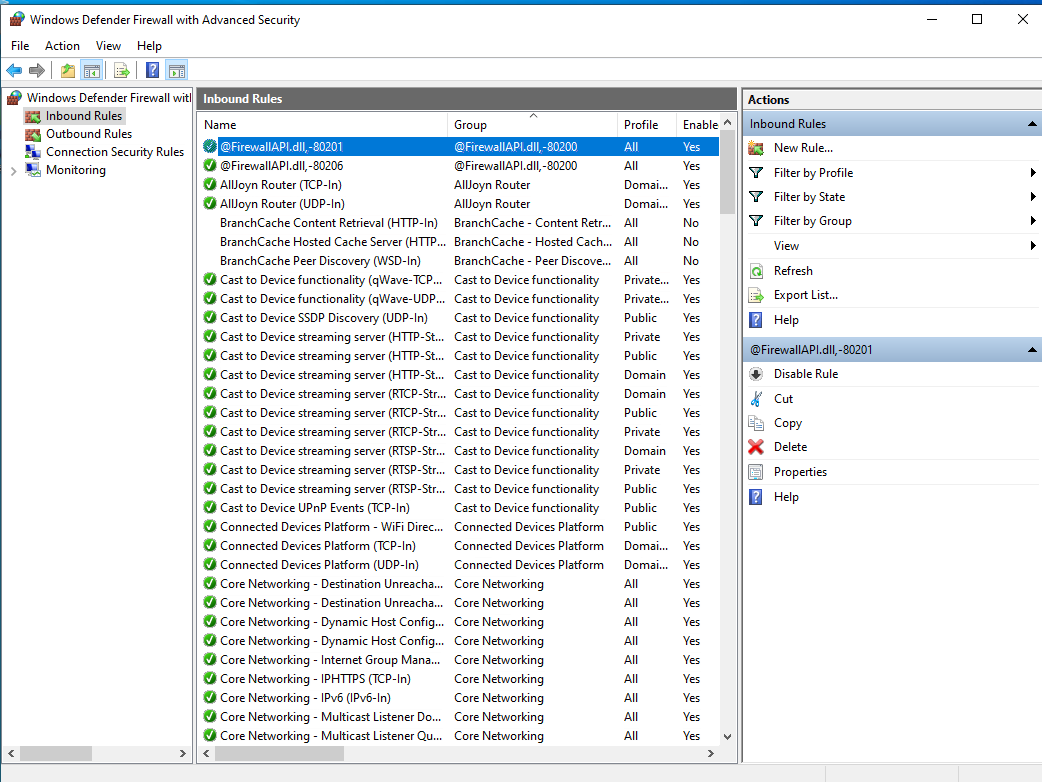 Windows Defender Firewall with Advanced Security
File Action View Help
Windows Defender Firewall wit
Inbound Rules
Outbound Rules
Connection Security Rules
Monitoring
Inbound Rules
Name Group Profile Enable
@FirewallAPI.dll,-80201 @FirewallAPI.dll,-80200 All Yes
@FirewallAPI.dll,-80206 @FirewallAPI.dll,-80200 All Yes
AllJoyn Router (TCP-In) AllJoyn Router Domai... Yes
AllJoyn Router (UDP-In) AllJoyn Router Domai... Yes
BranchCache Content Retrieval (HTTP-In) BranchCache - Content Retr... All No
BranchCache Hosted Cache Server (HTTP... BranchCache - Hosted Cach... All No
BranchCache Peer Discovery (WSD-In) BranchCache - Peer Discove... All No
Cast to Device functionality (qWave-TCP... Cast to Device functionality Private... Yes
Cast to Device functionality (qWave-UDP... Cast to Device functionality Private... Yes
Cast to Device SSDP Discovery (UDP-In) Cast to Device functionality Public Yes
Cast to Device streaming server (HTTP-St... Cast to Device functionality Private Yes
Cast to Device streaming server (HTTP-St... Cast to Device functionality Public Yes
Cast to Device streaming server (HTTP-St... Cast to Device functionality Domain Yes
Cast to Device streaming server (RTCP-Str... Cast to Device functionality Domain Yes
Cast to Device streaming server (RTCP-Str... Cast to Device functionality Public Yes
Cast to Device streaming server (RTCP-Str... Cast to Device functionality Private Yes
Cast to Device streaming server (RTSP-Str... Cast to Device functionality Domain Yes
Cast to Device streaming server (RTSP-Str... Cast to Device functionality Private Yes
Cast to Device streaming server (RTSP-Str... Cast to Device functionality Public Yes
Cast to Device UPnP Events (TCP-In) Cast to Device functionality Public Yes
Connected Devices Platform - WiFi Direc... Connected Devices Platform Public Yes
Connected Devices Platform (TCP-In) Connected Devices Platform Domai... Yes
Connected Devices Platform (UDP-In) Connected Devices Platform Domai... Yes
Core Networking - Destination Unreacha... Core Networking All Yes
Core Networking - Destination Unreacha... Core Networking All Yes
Core Networking - Dynamic Host Config... Core Networking All Yes
Core Networking - Dynamic Host Config... Core Networking All Yes
Core Networking - Internet Group Mana... Core Networking All Yes
Core Networking - IPHTTPS (TCP-In) Core Networking All Yes
Core Networking - IPv6 (IPv6-In) Core Networking All Yes
Core Networking - Multicast Listener Do... Core Networking All Yes
Core Networking - Multicast Listener Qu... Core Networking All Yes
Actions
Inbound Rules
New Rule...
Filter by Profile
Filter by State
Filter by Group
View
Refresh
Export List...
Help
@FirewallAPI.dll,-80201
Disable Rule
Cut
Copy
Delete
Properties
Help